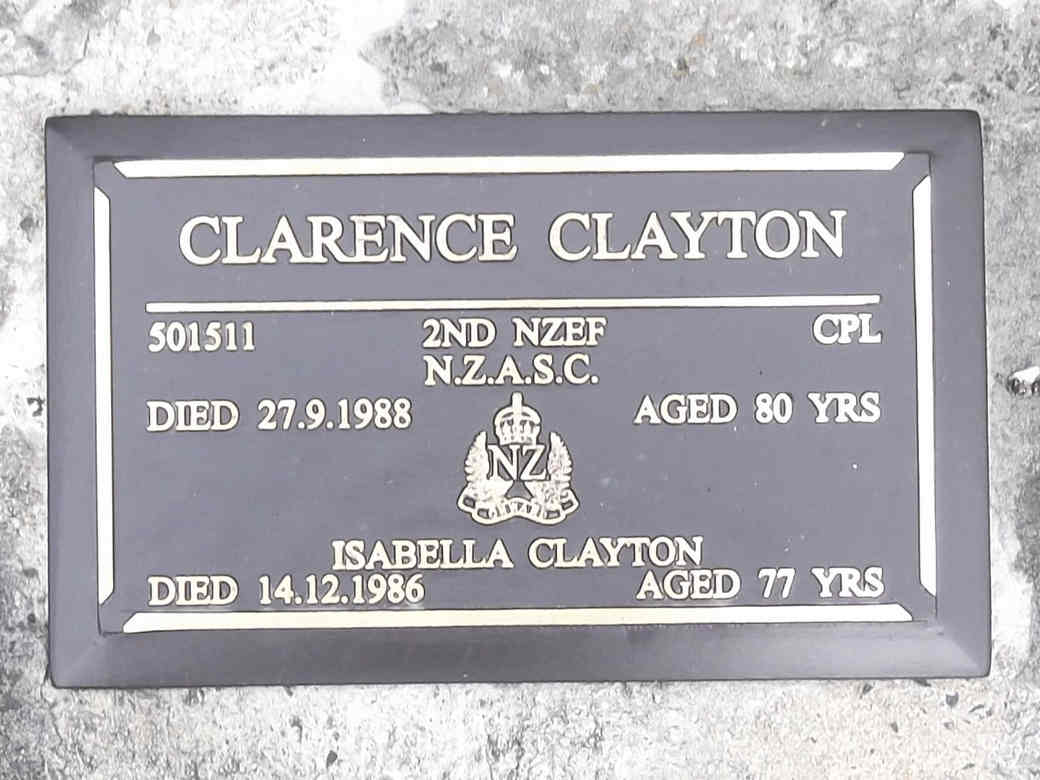 CLARENCE CLAYTON
501511 2ND NZEF CPL
N.Z.A.S.C.
DIED 27.9.1988 AGED 80 YRS
NZ
ONWARD
ISABELLA CLAYTON
DIED 14.12.1986 AGED 77 YRS